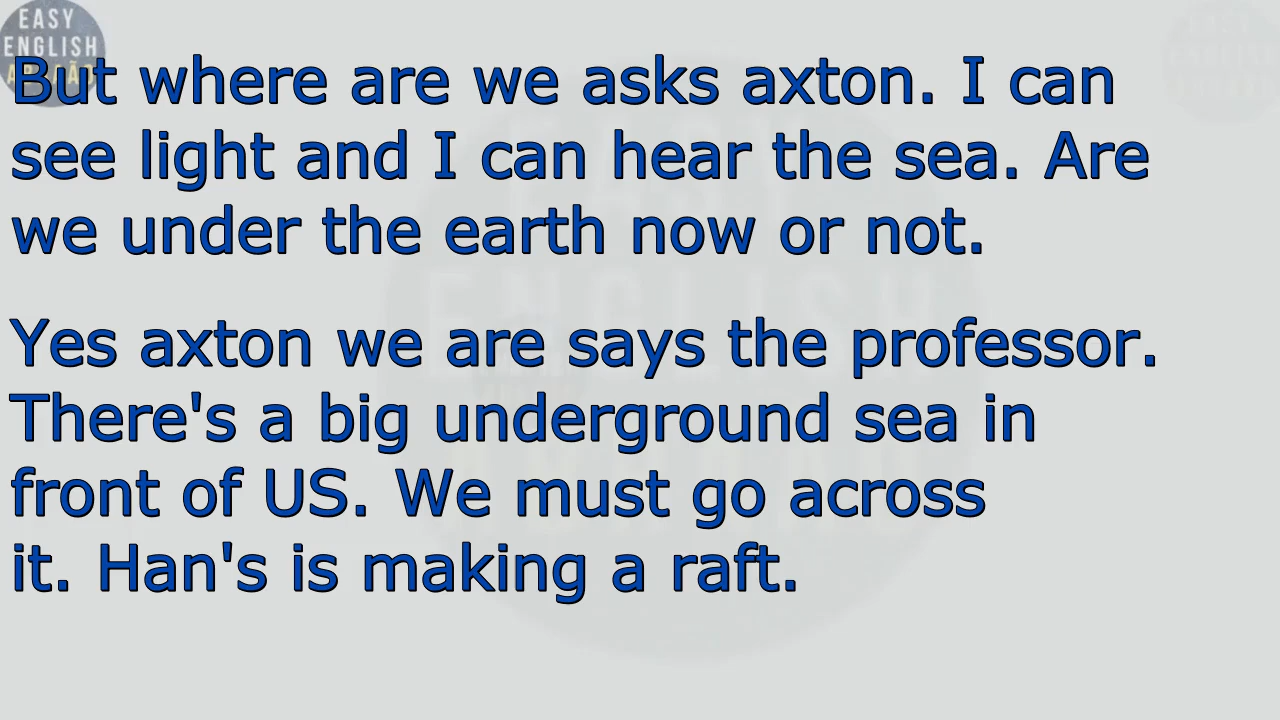 EASY
ENGLISH
But where are we asks axton. I can
see light and I can hear the sea. Are
we under the earth now or not.
Yes axton we are says the professor.
There's a big underground sea in
front of US. We must go across
it. Han's is making a raft.